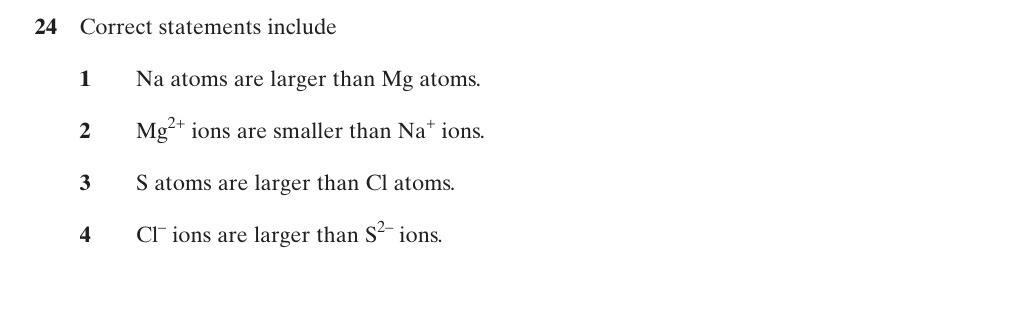 24 Correct statements include
1 Na atoms are larger than Mg atoms.
2 Mg²⁺ ions are smaller than Na⁺ ions.
3 S atoms are larger than Cl atoms.
4 Cl⁻ ions are larger than S²⁻ ions.